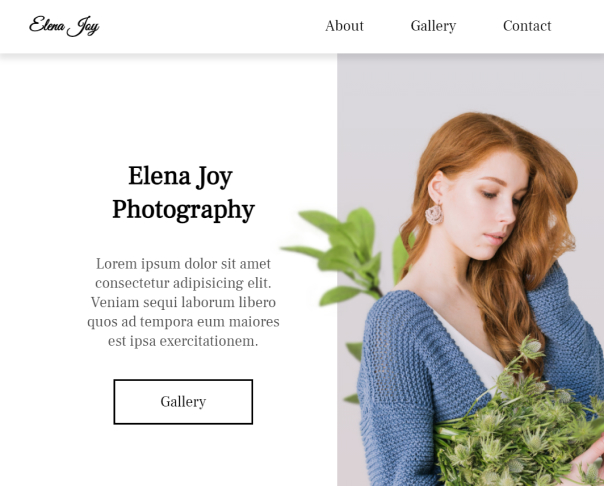 Elena Joy
About
Gallery
Contact
Elena Joy
Photography
Lorem ipsum dolor sit amet
consectetur adipisicing elit.
Veniam sequi laborum libero
quos ad tempora eum maiores
est ipsa exercitationem.
Gallery